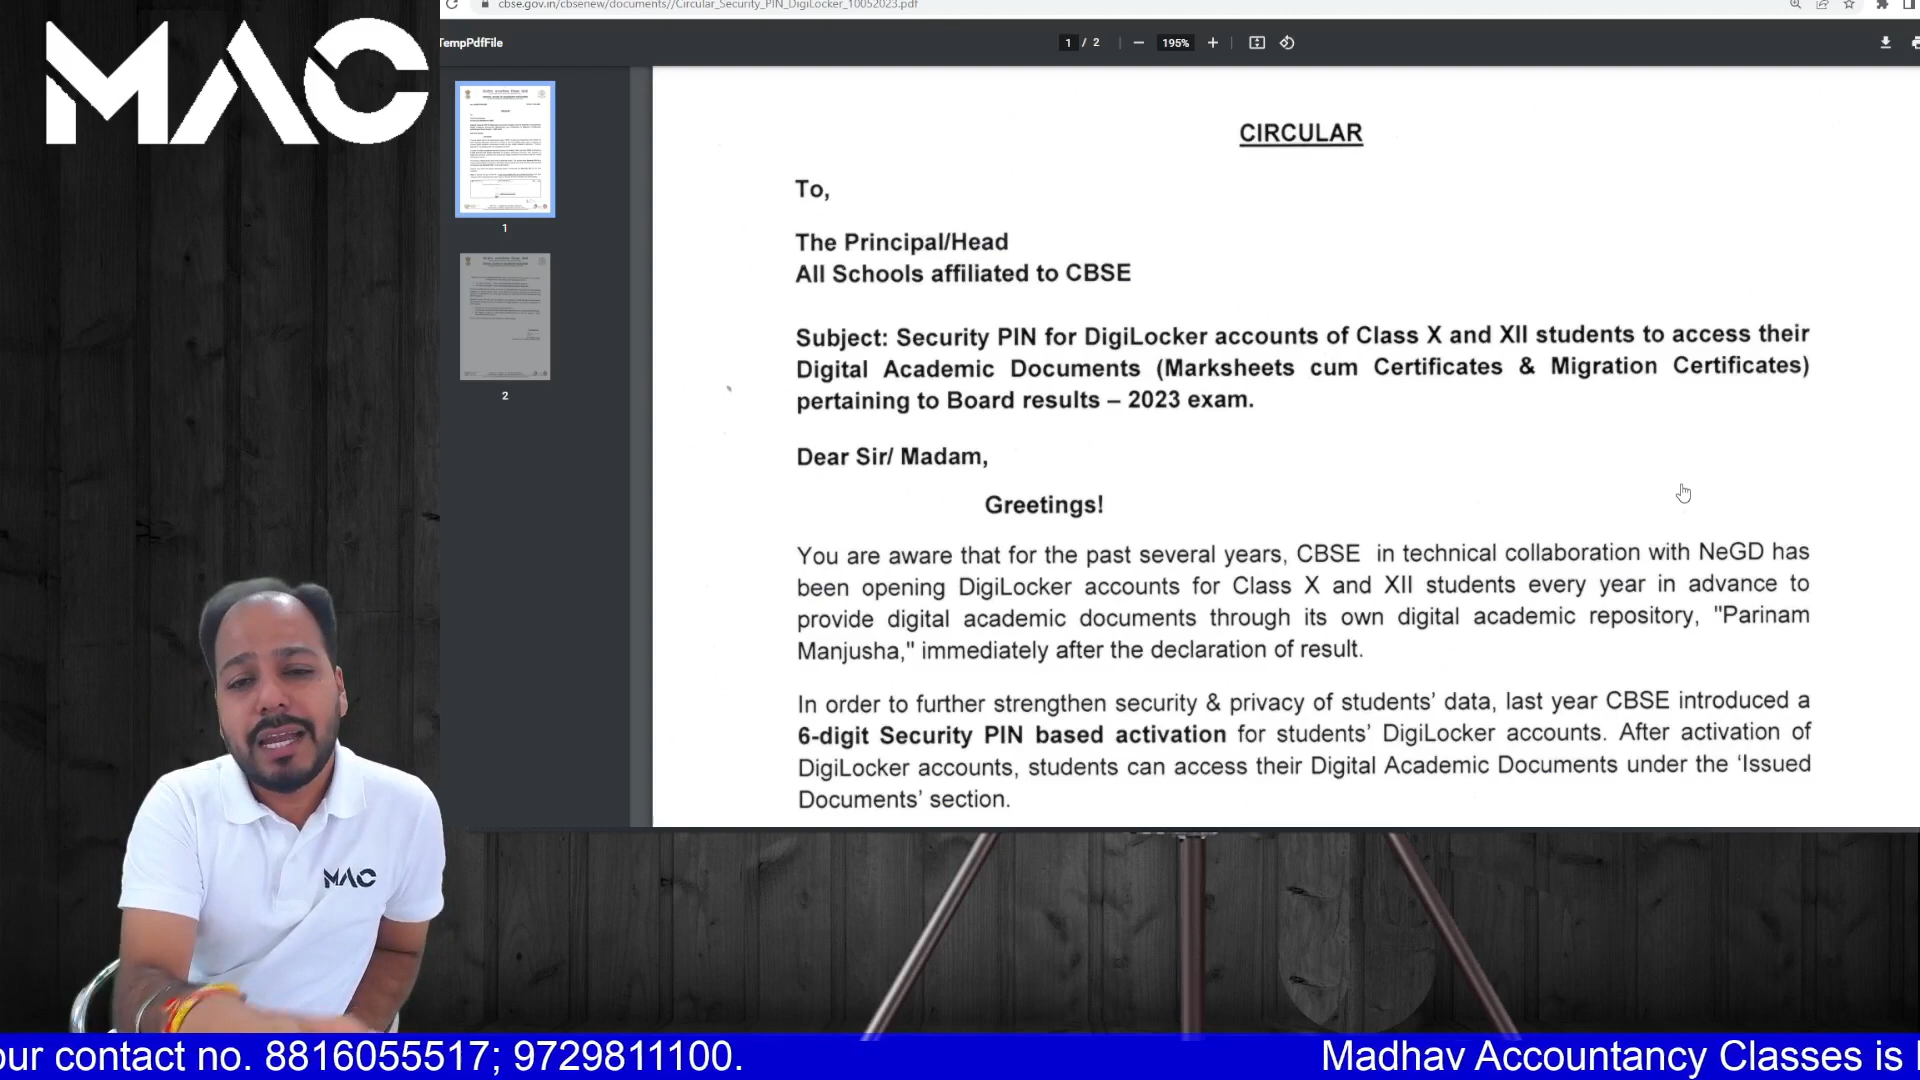 MAC
cbse.gov.in/cbsenew/documents//Circular_Security_PIN_DigiLocker_10052023.pdf
TempPdfFile
1 / 2
195%
1
2
CIRCULAR
To,
The Principal/Head
All Schools affiliated to CBSE
Subject: Security PIN for DigiLocker accounts of Class X and XII students to access their
Digital Academic Documents (Marksheets cum Certificates & Migration Certificates)
pertaining to Board results – 2023 exam.
Dear Sir/ Madam,
Greetings!
You are aware that for the past several years, CBSE in technical collaboration with NeGD has
been opening DigiLocker accounts for Class X and XII students every year in advance to
provide digital academic documents through its own digital academic repository, "Parinam
Manjusha," immediately after the declaration of result.
In order to further strengthen security & privacy of students’ data, last year CBSE introduced a
6-digit Security PIN based activation for students’ DigiLocker accounts. After activation of
DigiLocker accounts, students can access their Digital Academic Documents under the ‘Issued
Documents’ section.
MAC
our contact no. 8816055517; 9729811100.
Madhav Accountancy Classes is